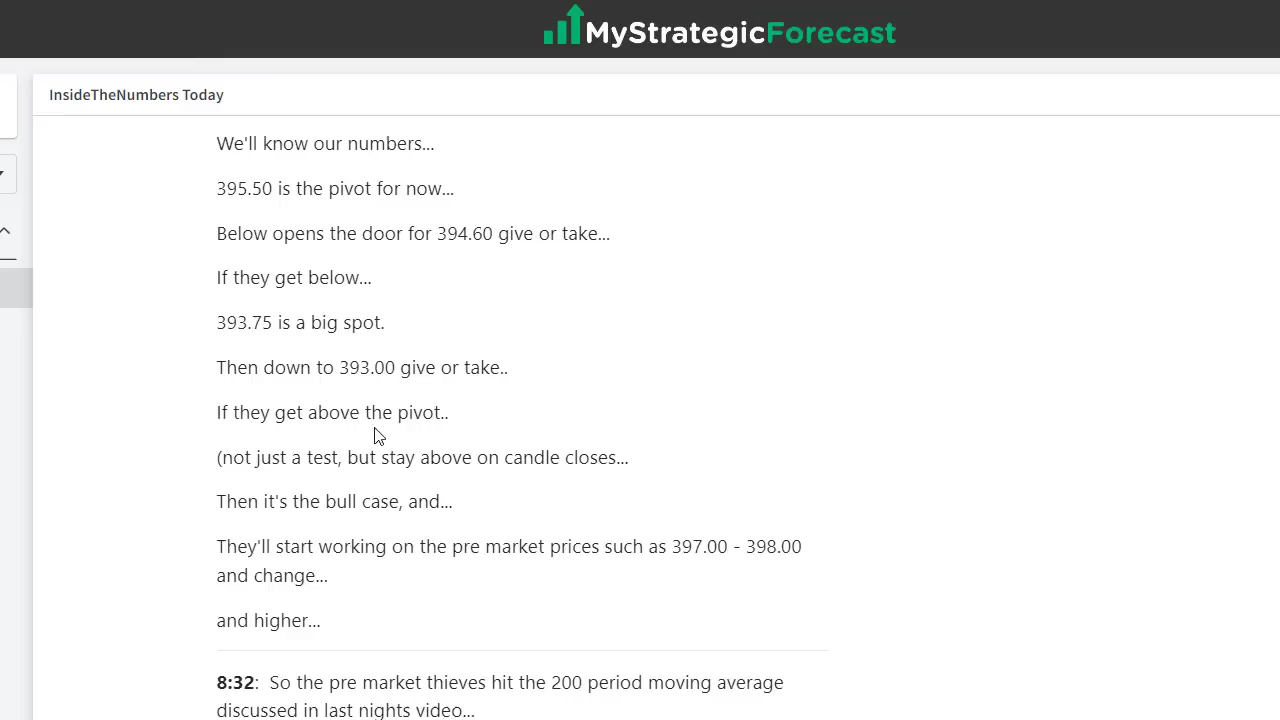 MyStrategicForecast
InsideTheNumbers Today
We'll know our numbers...
395.50 is the pivot for now...
Below opens the door for 394.60 give or take...
If they get below...
393.75 is a big spot.
Then down to 393.00 give or take..
If they get above the pivot..
(not just a test, but stay above on candle closes...
Then it's the bull case, and...
They'll start working on the pre market prices such as 397.00 - 398.00
and change...
and higher...
8:32:  So the pre market thieves hit the 200 period moving average
discussed in last nights video...